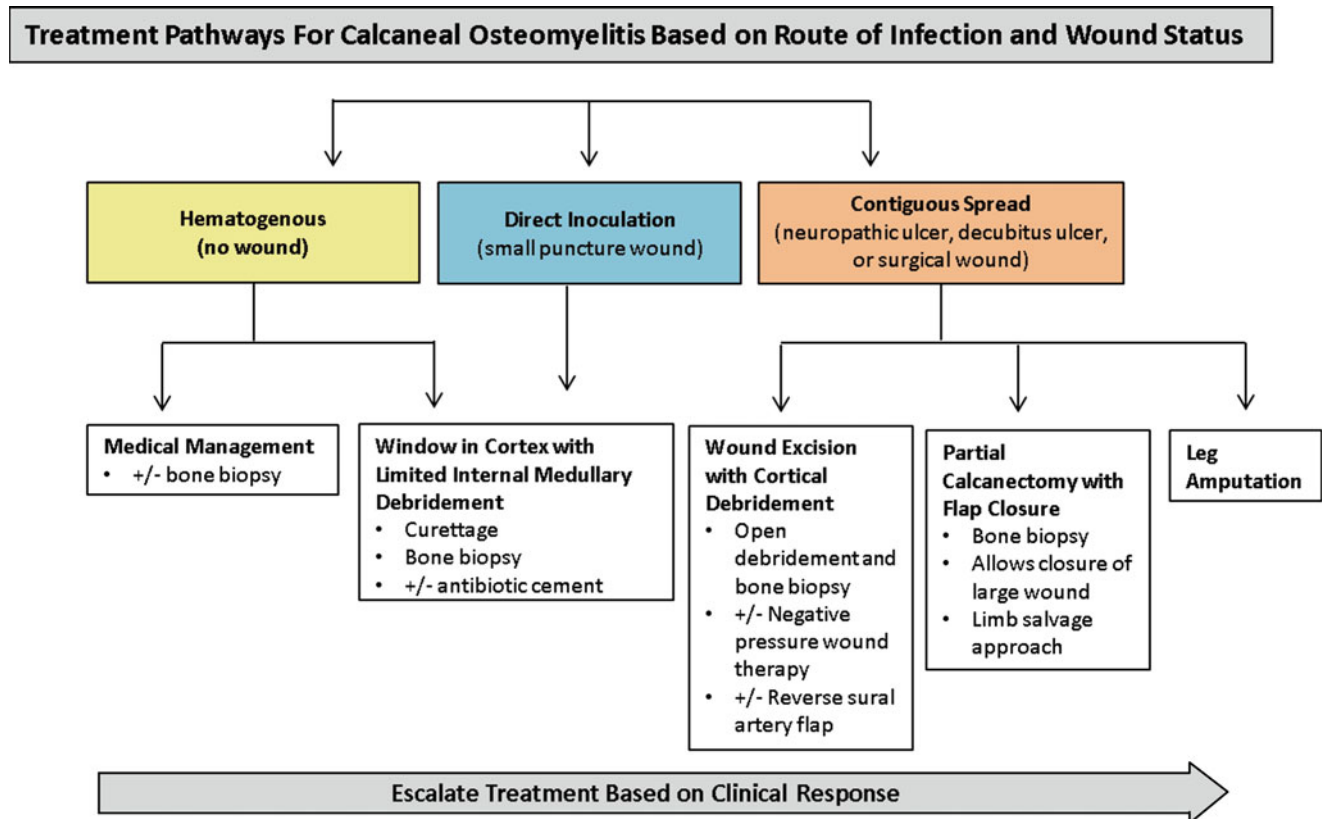 Treatment Pathways For Calcaneal Osteomyelitis Based on Route of Infection and Wound Status
Hematogenous
(no wound)
Direct Inoculation
(small puncture wound)
Contiguous Spread
(neuropathic ulcer, decubitus ulcer,
or surgical wound)
Medical Management
• +/- bone biopsy
Window in Cortex with
Limited Internal Medullary
Debridement
• Curettage
• Bone biopsy
• +/- antibiotic cement
Wound Excision
with Cortical
Debridement
• Open
debridement and
bone biopsy
• +/- Negative
pressure wound
therapy
• +/- Reverse sural
artery flap
Partial
Calcanectomy with
Flap Closure
• Bone biopsy
• Allows closure of
large wound
• Limb salvage
approach
Leg
Amputation
Escalate Treatment Based on Clinical Response